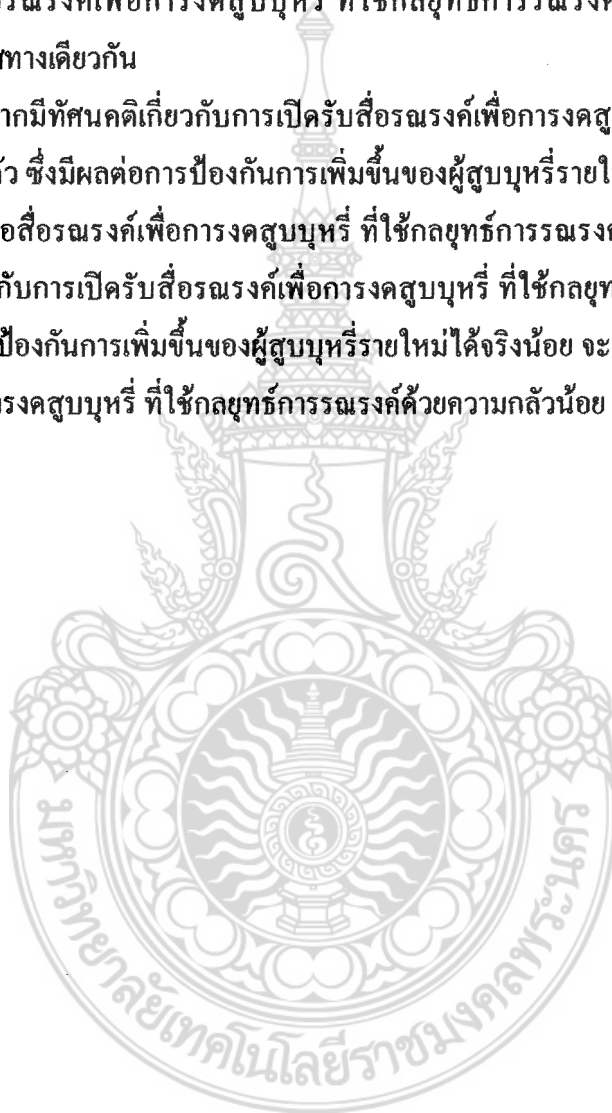 รณรงค์เพื่อการงดสูบบุหรี่ ที่ใช้กลยุทธ์การรณรงค์
ทางเดียวกัน
ากมีทัศนคติเกี่ยวกับการเปิดรับสื่อรณรงค์เพื่อการงดสู
ัว ซึ่งมีผลต่อการป้องกันการเพิ่มขึ้นของผู้สูบบุหรี่รายให
อสื่อรณรงค์เพื่อการงดสูบบุหรี่ ที่ใช้กลยุทธ์การรณรง
กับการเปิดรับสื่อรณรงค์เพื่อการงดสูบบุหรี่ ที่ใช้กลยุท
ป้องกันการเพิ่มขึ้นของผู้สูบบุหรี่รายใหม่ได้จริงน้อย จะ
รงดสูบบุหรี่ ที่ใช้กลยุทธ์การรณรงค์ด้วยความกลัวน้อย
มหาวิทยาลัยเทคโนโลยีราชมงคลพระนคร